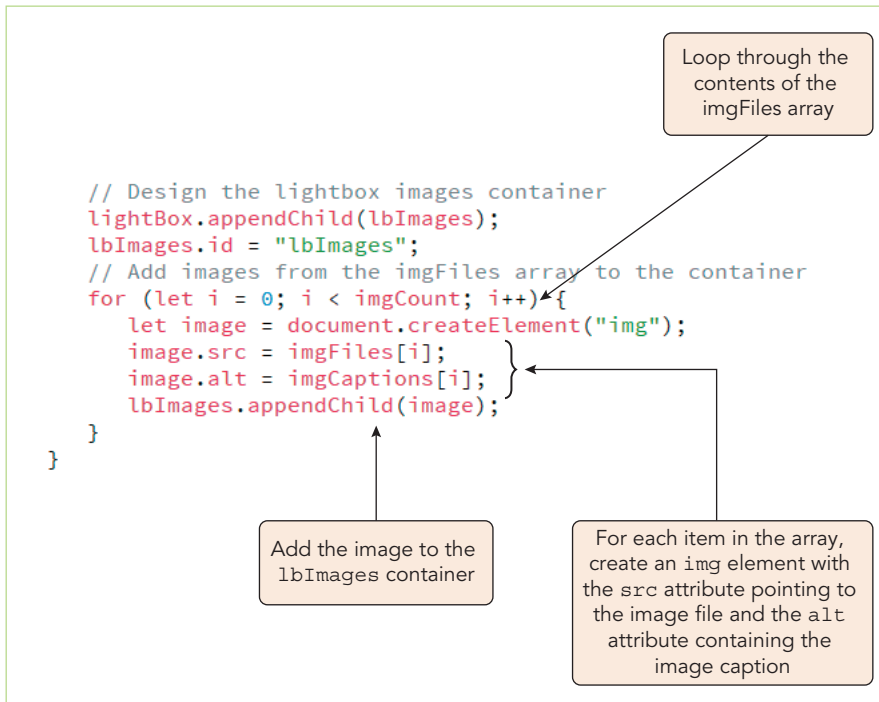 Loop through the
contents of the
imgFiles array
// Design the lightbox images container
lightBox.appendChild(lbImages);
lbImages.id = "lbImages";
// Add images from the imgFiles array to the container
for (let i = 0; i < imgCount; i++) {
let image = document.createElement("img");
image.src = imgFiles[i];
image.alt = imgCaptions[i];
lbImages.appendChild(image);
}
}
Add the image to the
lbImages container
For each item in the array,
create an img element with
the src attribute pointing to
the image file and the alt
attribute containing the
image caption